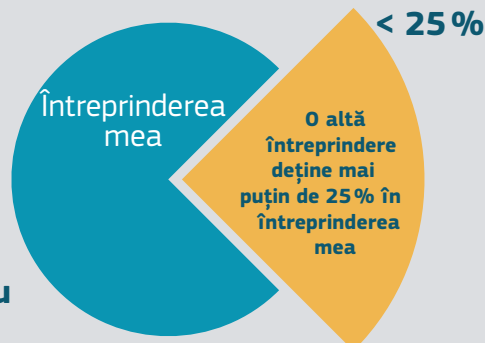 < 25 %
Întreprinderea
mea
O altă
întreprindere
deține mai
puțin de 25 % în
întreprinderea
mea
u